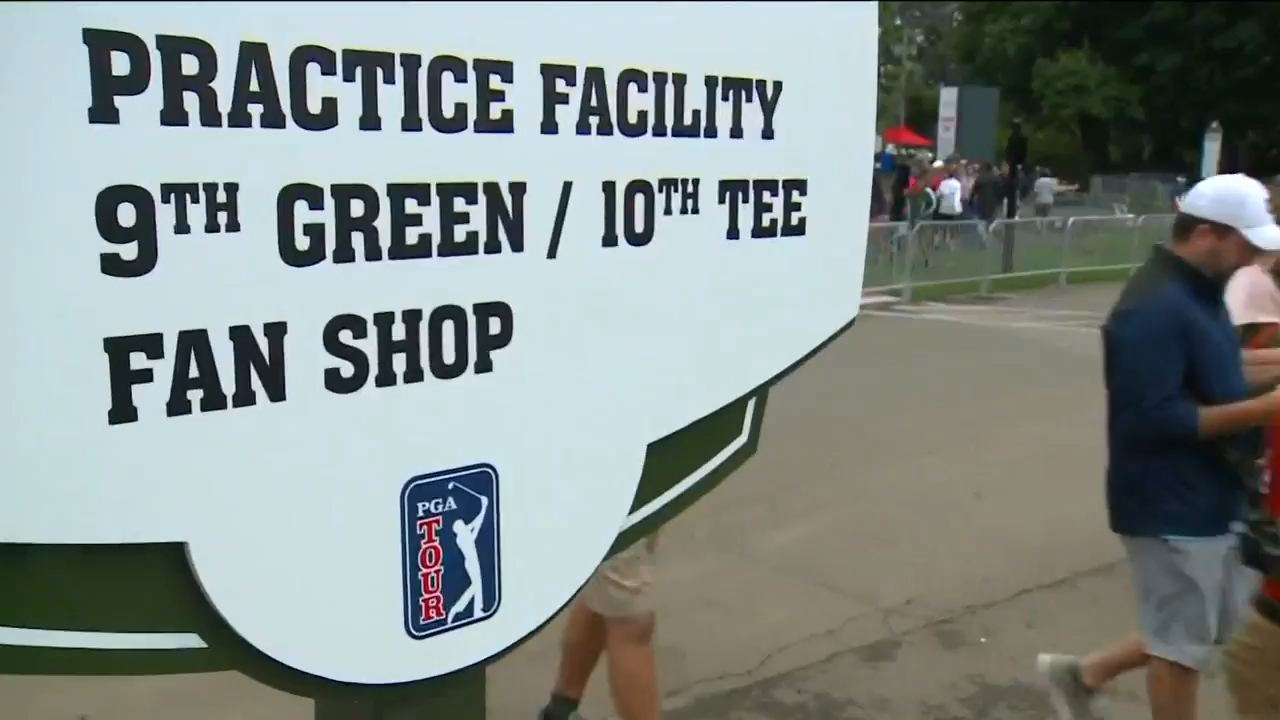 PRACTICE FACILITY
9TH GREEN / 10TH TEE
FAN SHOP
PGA
TOUR